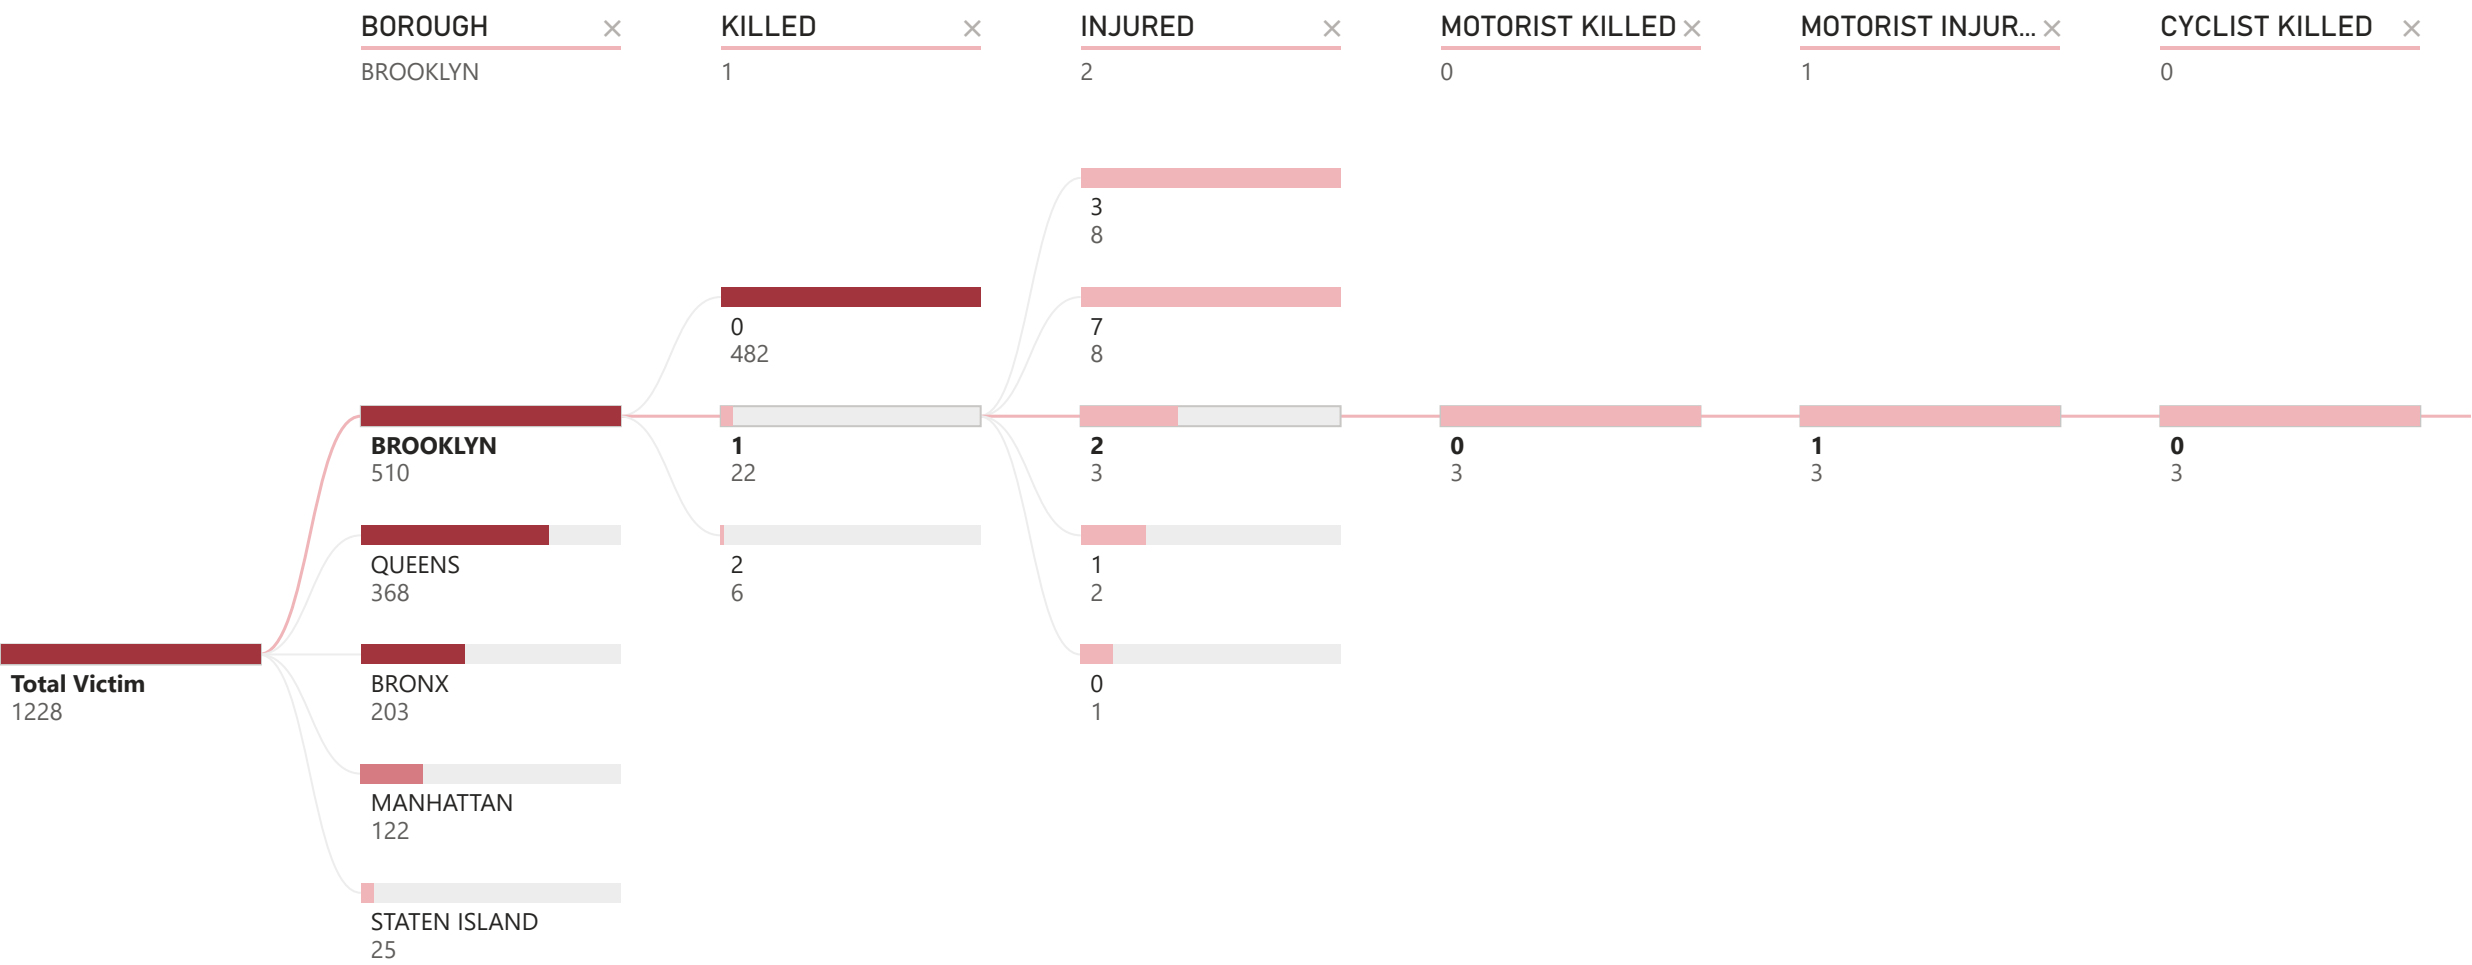 BOROUGH
BROOKLYN
KILLED
1
INJURED
2
MOTORIST KILLED
0
MOTORIST INJUR...
1
CYCLIST KILLED
0
Total Victim
1228
BROOKLYN
510
QUEENS
368
BRONX
203
MANHATTAN
122
STATEN ISLAND
25
0
482
1
22
2
6
3
8
7
8
2
3
1
2
0
1
0
3
1
3
0
3